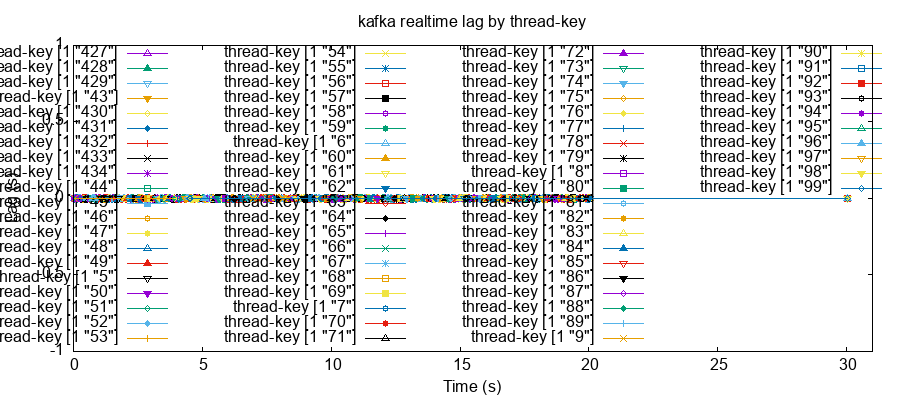 kafka realtime lag by thread-key
1
ead-key [1 "427"] thread-key [1 "54"] thread-key [1 "72"] thread-key [1 "90"]
ead-key [1 "428"] thread-key [1 "55"] thread-key [1 "73"] thread-key [1 "91"]
ead-key [1 "429"] thread-key [1 "56"] thread-key [1 "74"] thread-key [1 "92"]
read-key [1 "43"] thread-key [1 "57"] thread-key [1 "75"] thread-key [1 "93"]
ead-key [1 "430"] thread-key [1 "58"] thread-key [1 "76"] thread-key [1 "94"]
0.5
ead-key [1 "431"] thread-key [1 "59"] thread-key [1 "77"] thread-key [1 "95"]
ead-key [1 "432"] thread-key [1 "6"] thread-key [1 "78"] thread-key [1 "96"]
ead-key [1 "433"] thread-key [1 "60"] thread-key [1 "79"] thread-key [1 "97"]
ead-key [1 "434"] thread-key [1 "61"] thread-key [1 "8"] thread-key [1 "98"]
read-key [1 "44"] thread-key [1 "62"] thread-key [1 "80"] thread-key [1 "99"]
0
read-key [1 "46"] thread-key [1 "64"] thread-key [1 "82"]
read-key [1 "47"] thread-key [1 "65"] thread-key [1 "83"]
read-key [1 "48"] thread-key [1 "66"] thread-key [1 "84"]
read-key [1 "49"] thread-key [1 "67"] thread-key [1 "85"]
-0.5
hread-key [1 "5"] thread-key [1 "68"] thread-key [1 "86"]
read-key [1 "50"] thread-key [1 "69"] thread-key [1 "87"]
read-key [1 "51"] thread-key [1 "7"] thread-key [1 "88"]
read-key [1 "52"] thread-key [1 "70"] thread-key [1 "89"]
read-key [1 "53"] thread-key [1 "71"] thread-key [1 "9"]
-1
0 5 10 15 20 25 30
Time (s)